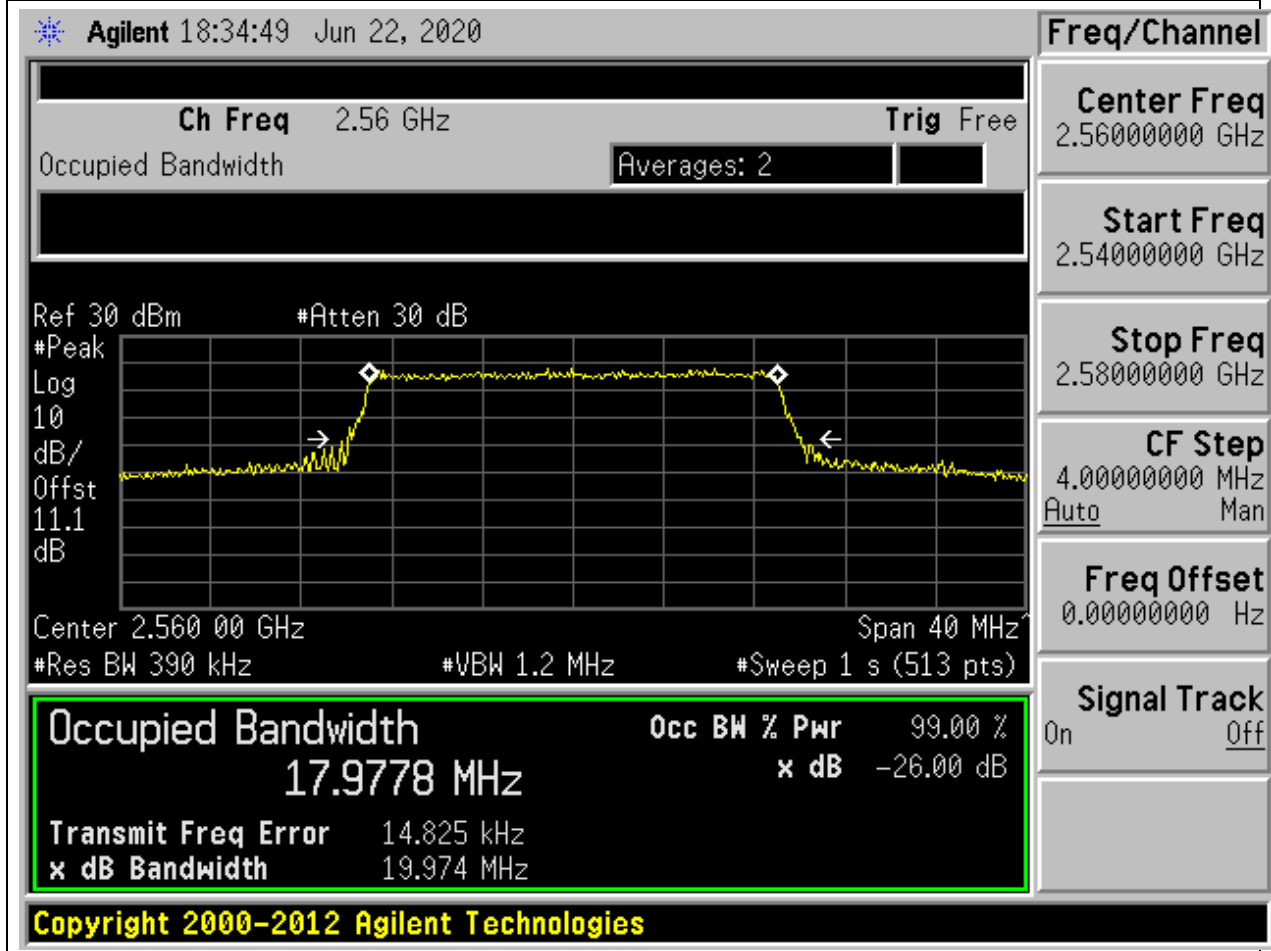 Agilent 18:34:49 Jun 22, 2020
Freq/Channel
Ch Freq 2.56 GHz Trig Free
Occupied Bandwidth Averages: 2
Ref 30 dBm #Atten 30 dB
#Peak
Log
10
dB/
Offst
11.1
dB
Center 2.560 00 GHz Span 40 MHz^
#Res BW 390 kHz #VBW 1.2 MHz #Sweep 1 s (513 pts)
Occupied Bandwidth Occ BW % Pwr 99.00 %
17.9778 MHz x dB -26.00 dB
Transmit Freq Error 14.825 kHz
x dB Bandwidth 19.974 MHz
Center Freq
2.56000000 GHz
Start Freq
2.54000000 GHz
Stop Freq
2.58000000 GHz
CF Step
4.00000000 MHz
Auto Man
Freq Offset
0.00000000 Hz
Signal Track
On Off
Copyright 2000-2012 Agilent Technologies